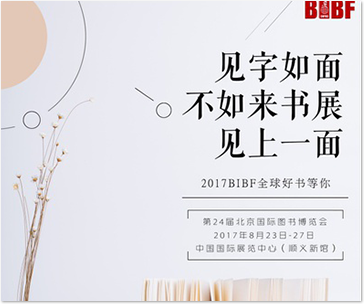 BIBF
见字如面
不如来书展
见上一面
2017BIBF全球好书等你
第24届北京国际图书博览会
2017年8月23日-27日
中国国际展览中心（顺义新馆）